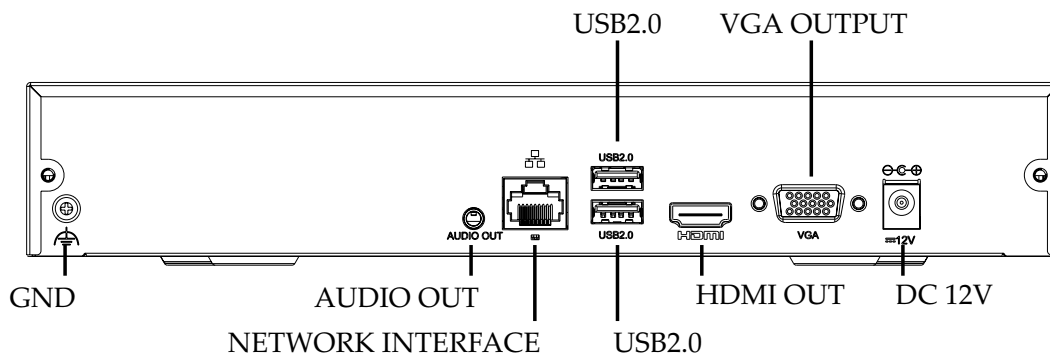 USB2.0 VGA OUTPUT
USB2.0
AUDIO OUT
USB2.0
HDMI
VGA
12V
GND
AUDIO OUT
HDMI OUT
DC 12V
NETWORK INTERFACE
USB2.0